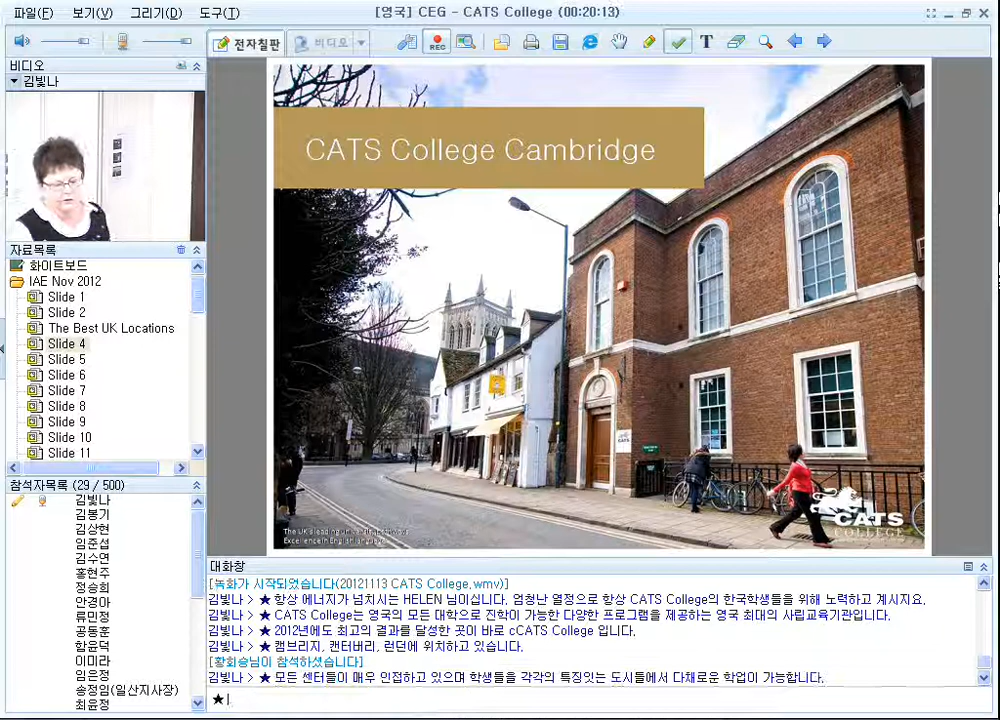 파일(F) 보기(V) 그리기(D) 도구(T)
[영국] CEG - CATS College (00:20:13)
전자칠판
비디오
REC
T
비디오
김빛나
자료목록
화이트보드
IAE Nov 2012
Slide 1
Slide 2
The Best UK Locations
Slide 4
Slide 5
Slide 6
Slide 7
Slide 8
Slide 9
Slide 10
Slide 11
참석자목록 (29 / 500)
김빛나
김봉기
김상현
임준섭
김수연
홍현주
정승희
안경아
류민정
공동훈
함윤덕
이미라
임은정
송정임(일산지사장)
최윤정
CATS College Cambridge
CATS
COLLEGE
대화창
[녹화가 시작되었습니다(20121113 CATS College.wmv)]
김빛나 > ★ 항상 에너지가 넘치시는 HELEN 님이십니다. 엄청난 열정으로 항상 CATS College의 한국학생들을 위해 노력하고 계시지요.
김빛나 > ★ CATS College는 영국의 모든 대학으로 진학이 가능한 다양한 프로그램을 제공하는 영국 최대의 사립교육기관입니다.
김빛나 > ★ 2012년에도 최고의 결과를 달성한 곳이 바로 cCATS College 입니다.
김빛나 > ★ 캠브리지, 캔터버리, 런던에 위치하고 있습니다.
[황희승님이 참석하셨습니다]
김빛나 > ★ 모든 센터들이 매우 인접하고 있으며 학생들을 각각의 특징잇는 도시들에서 다채로운 학업이 가능합니다.
★